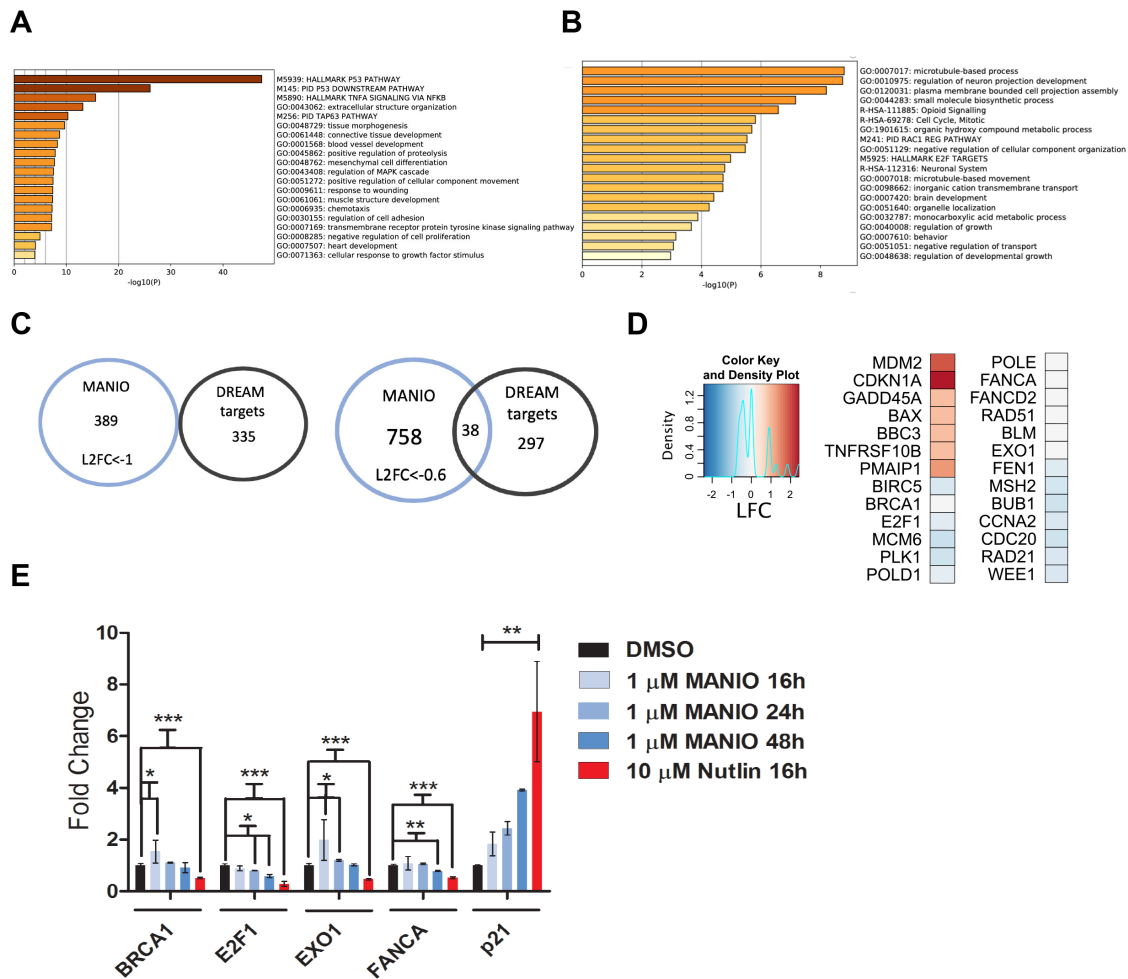 A
M5939: HALLMARK P53 PATHWAY
M145: PID P53 DOWNSTREAM PATHWAY
M5890: HALLMARK TNFA SIGNALING VIA NFKB
GO:0043062: extracellular structure organization
M256: PID TAP63 PATHWAY
GO:0048729: tissue morphogenesis
GO:0061448: connective tissue development
GO:0001568: blood vessel development
GO:0045862: positive regulation of proteolysis
GO:0048762: mesenchymal cell differentiation
GO:0043408: regulation of MAPK cascade
GO:0051272: positive regulation of cellular component movement
GO:0009611: response to wounding
GO:0061061: muscle structure development
GO:0006935: chemotaxis
GO:0030155: regulation of cell adhesion
GO:0007169: transmembrane receptor protein tyrosine kinase signaling pathway
GO:0008285: negative regulation of cell proliferation
GO:0007507: heart development
GO:0071363: cellular response to growth factor stimulus
0 10 20 30 40
-log10(P)
B
GO:0007017: microtubule-based process
GO:0010975: regulation of neuron projection development
GO:0120031: plasma membrane bounded cell projection assembly
GO:0044283: small molecule biosynthetic process
R-HSA-111885: Opioid Signalling
R-HSA-69278: Cell Cycle, Mitotic
GO:1901615: organic hydroxy compound metabolic process
M241: PID RAC1 REG PATHWAY
GO:0051129: negative regulation of cellular component organization
M5925: HALLMARK E2F TARGETS
R-HSA-112316: Neuronal System
GO:0007018: microtubule-based movement
GO:0098662: inorganic cation transmembrane transport
GO:0007420: brain development
GO:0051640: organelle localization
GO:0032787: monocarboxylic acid metabolic process
GO:0040008: regulation of growth
GO:0007610: behavior
GO:0051051: negative regulation of transport
GO:0048638: regulation of developmental growth
0 2 4 6 8
-log10(P)
C
MANIO
389
L2FC<-1
DREAM
targets
335
MANIO
758
L2FC<-0.6
38
DREAM
targets
297
D
Color Key
and Density Plot
Density
0 0.4 0.8 1.2
-2 -1 0 1 2
LFC
MDM2
CDKN1A
GADD45A
BAX
BBC3
TNFRSF10B
PMAIP1
BIRC5
BRCA1
E2F1
MCM6
PLK1
POLD1
POLE
FANCA
FANCD2
RAD51
BLM
EXO1
FEN1
MSH2
BUB1
CCNA2
CDC20
RAD21
WEE1
E
Fold Change
10
8
6
4
2
0
***
*
***
*
***
*
***
**
**
BRCA1
E2F1
EXO1
FANCA
p21
DMSO
1 µM MANIO 16h
1 µM MANIO 24h
1 µM MANIO 48h
10 µM Nutlin 16h